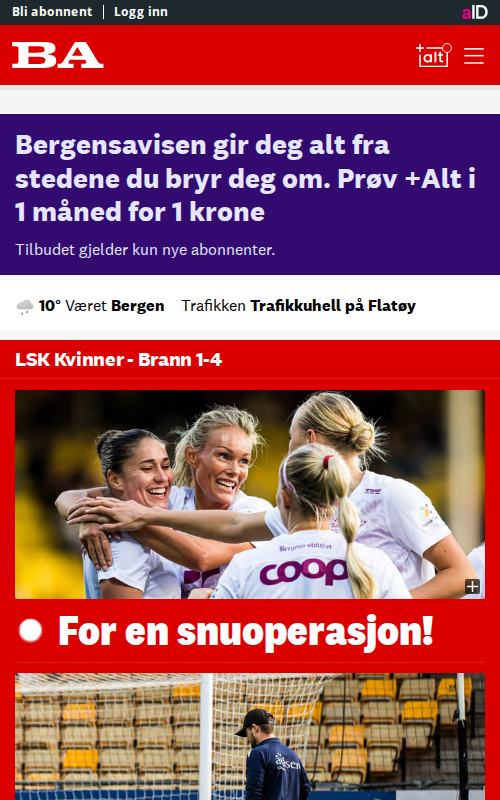 Bli abonnent | Logg inn
aID
BA
+alt
Bergensavisen gir deg alt fra
stedene du bryr deg om. Prøv +Alt i
1 måned for 1 krone
Tilbudet gjelder kun nye abonnenter.
10° Været Bergen Trafikken Trafikkuhell på Flatøy
LSK Kvinner - Brann 1-4
Bergens stolthet
coop
For en snuoperasjon!